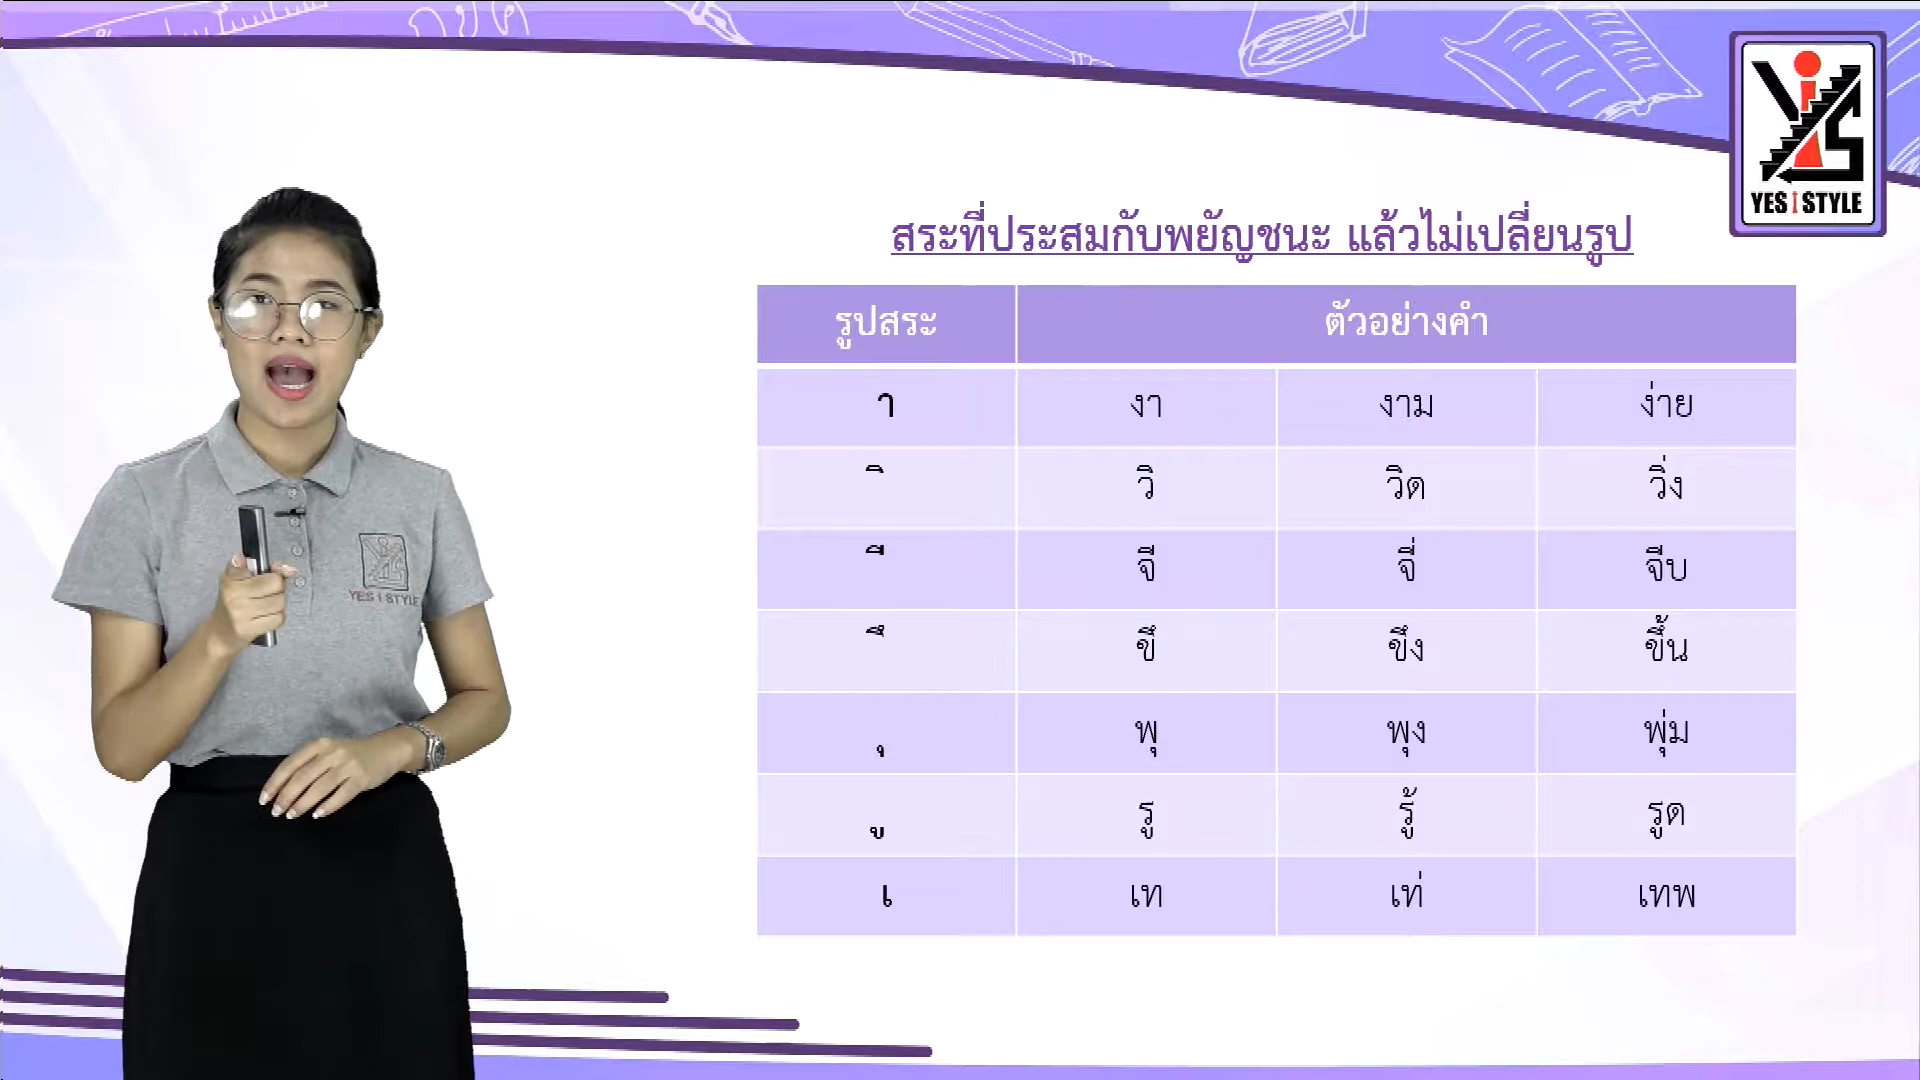 YES i STYLE
สระที่ประสมกับพยัญชนะ แล้วไม่เปลี่ยนรูป
รูปสระ ตัวอย่างคำ
า งา งาม ง่าย
ิ วิ วิด วิ่ง
ี จี จี่ จีบ
ึ ขึ ขึง ขึ้น
ุ พุ พุง พุ่ม
ู รู รู้ รูด
เ เท เท่ เทพ
YES i STYLE